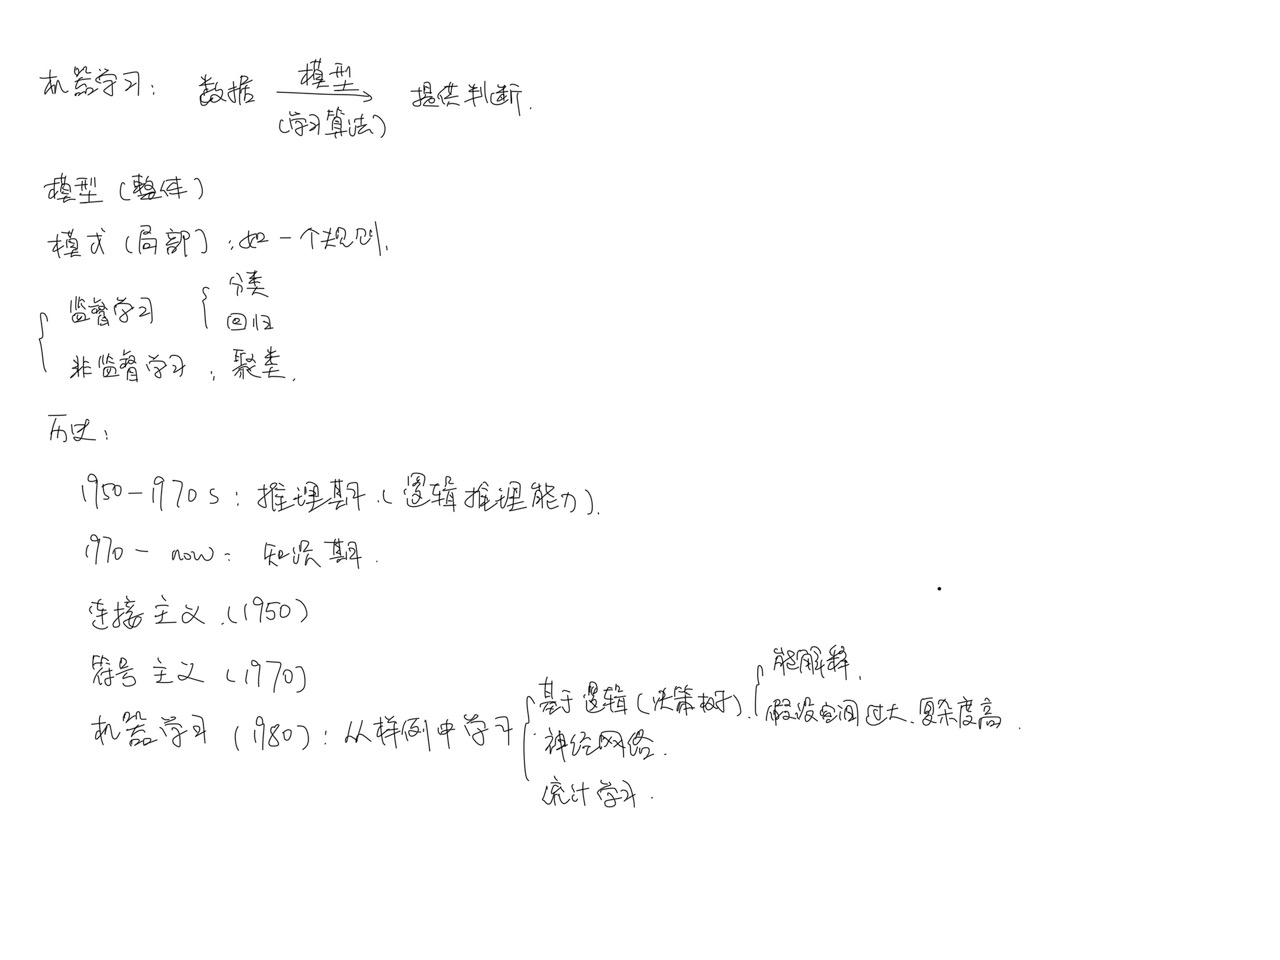 机器学习： 数据 模型 (学习算法) 提供判断.
模型 (整体)
模式 (局部)：如一个规则.
监督学习 分类
回归
非监督学习：聚类.
历史：
1950-1970s：推理期.(逻辑推理能力).
1970- now：知识期.
连接主义.(1950)
符号主义 (1970)
机器学习 (1980)：从样例中学习
基于逻辑(决策树).
能解释.
假设空间过大、复杂度高.
神经网络.
统计学习.